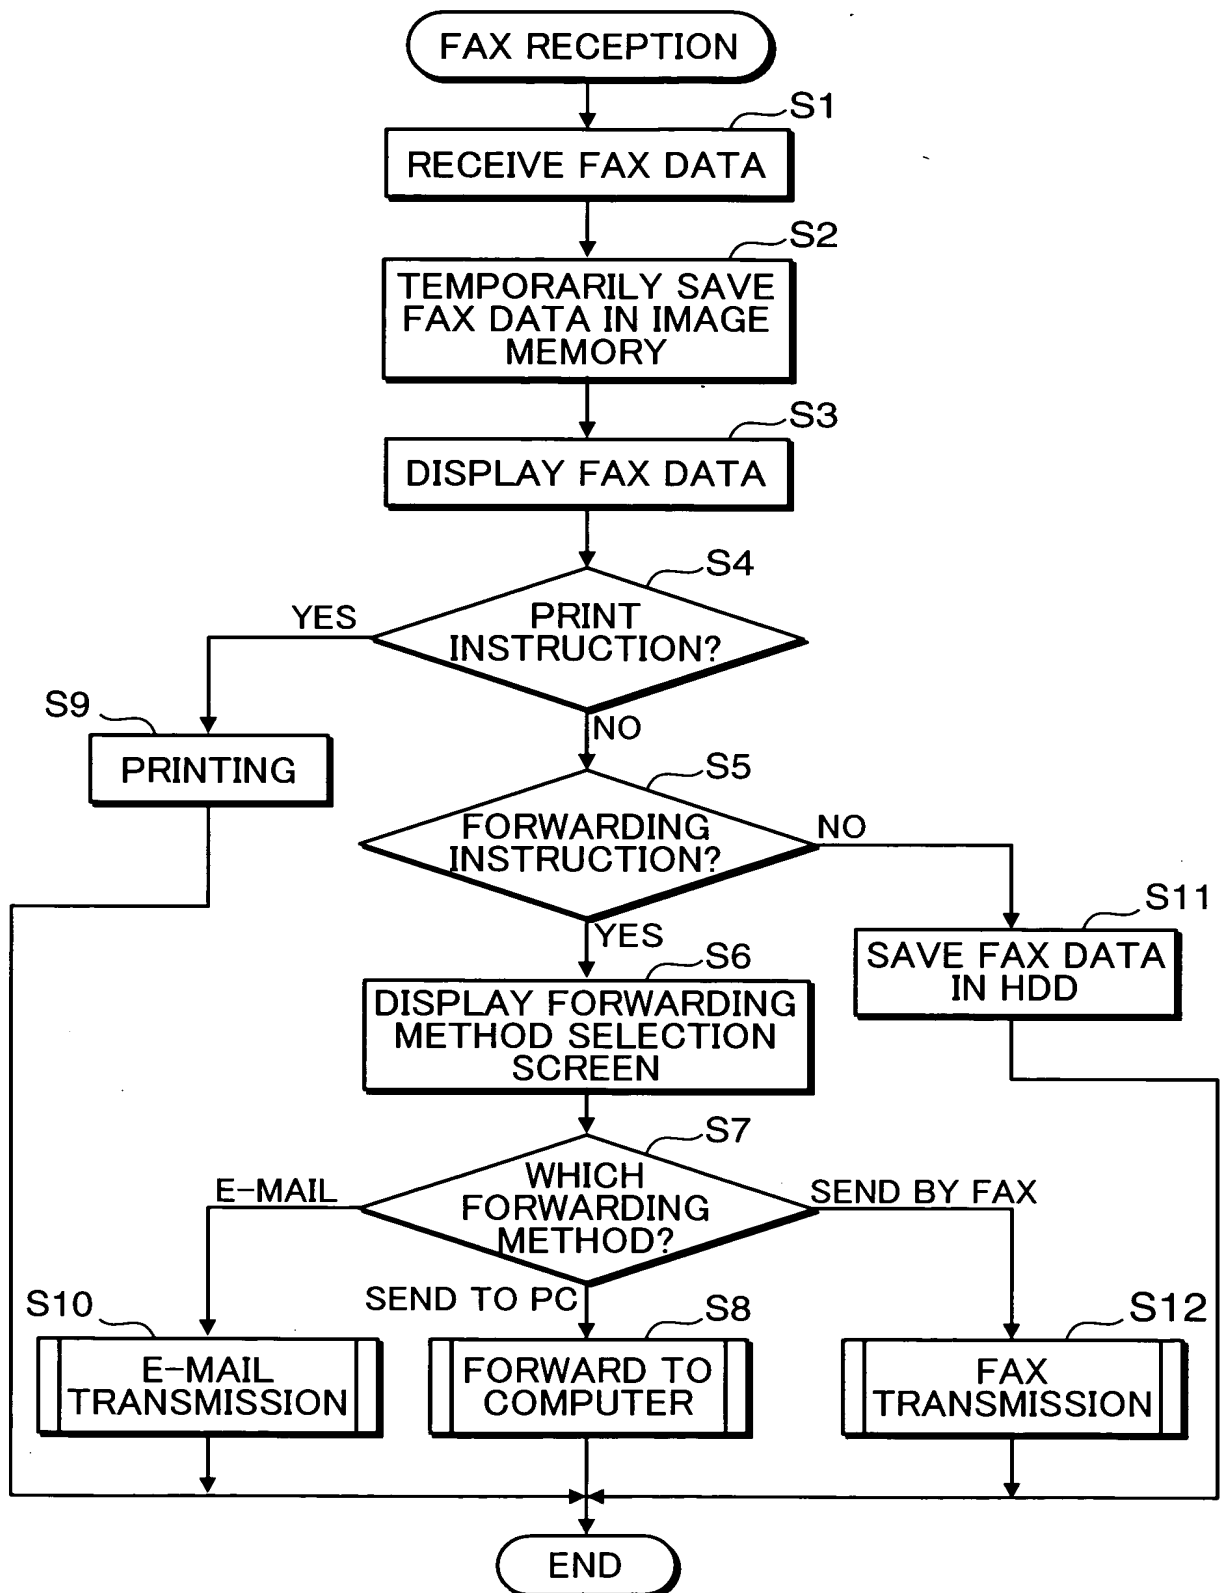 FAX RECEPTION
S1
RECEIVE FAX DATA
S2
TEMPORARILY SAVE
FAX DATA IN IMAGE
MEMORY
S3
DISPLAY FAX DATA
S4
YES
PRINT
INSTRUCTION?
S9
NO
PRINTING
S5
FORWARDING
INSTRUCTION?
NO
S11
YES
SAVE FAX DATA
IN HDD
S6
DISPLAY FORWARDING
METHOD SELECTION
SCREEN
S7
E-MAIL
WHICH
FORWARDING
METHOD?
SEND BY FAX
SEND TO PC
S10
S8
S12
E-MAIL
TRANSMISSION
FORWARD TO
COMPUTER
FAX
TRANSMISSION
END